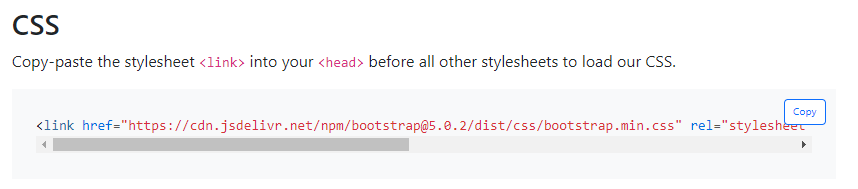 CSS
Copy-paste the stylesheet <link> into your <head> before all other stylesheets to load our CSS.
Copy
<link href="https://cdn.jsdelivr.net/npm/bootstrap@5.0.2/dist/css/bootstrap.min.css" rel="stylesheet